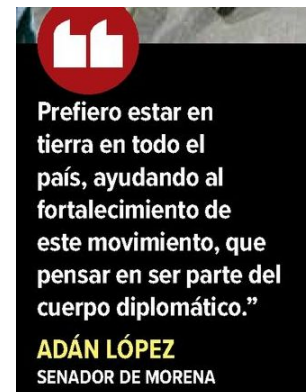 Prefiero estar en
tierra en todo el
país, ayudando al
fortalecimiento de
este movimiento, que
pensar en ser parte del
cuerpo diplomático.”
ADÁN LÓPEZ
SENADOR DE MORENA